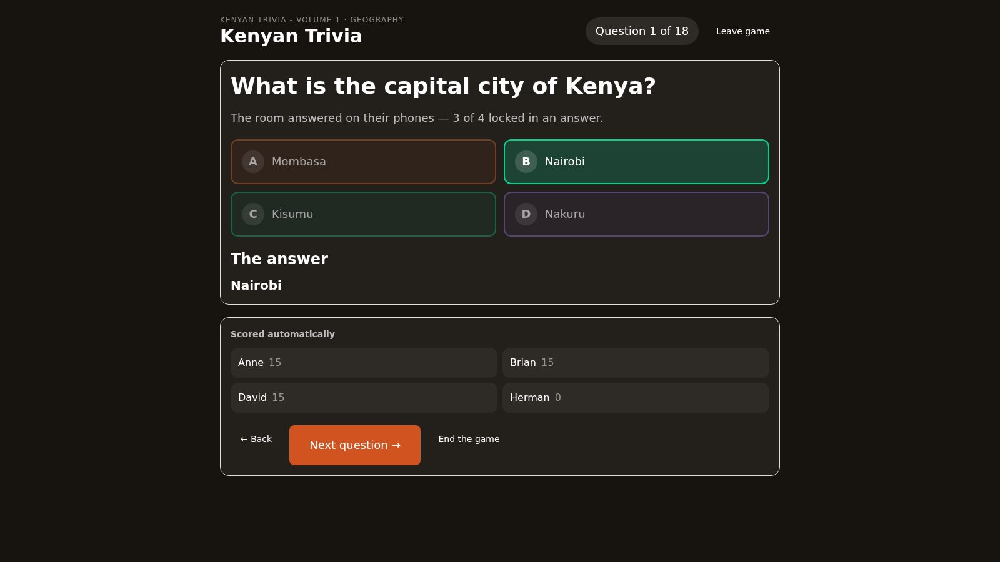 KENYAN TRIVIA - VOLUME 1 · GEOGRAPHY
Kenyan Trivia
Question 1 of 18
Leave game
What is the capital city of Kenya?
The room answered on their phones — 3 of 4 locked in an answer.
A Mombasa
B Nairobi
C Kisumu
D Nakuru
The answer
Nairobi
Scored automatically
Anne 15
Brian 15
David 15
Herman 0
← Back
Next question →
End the game